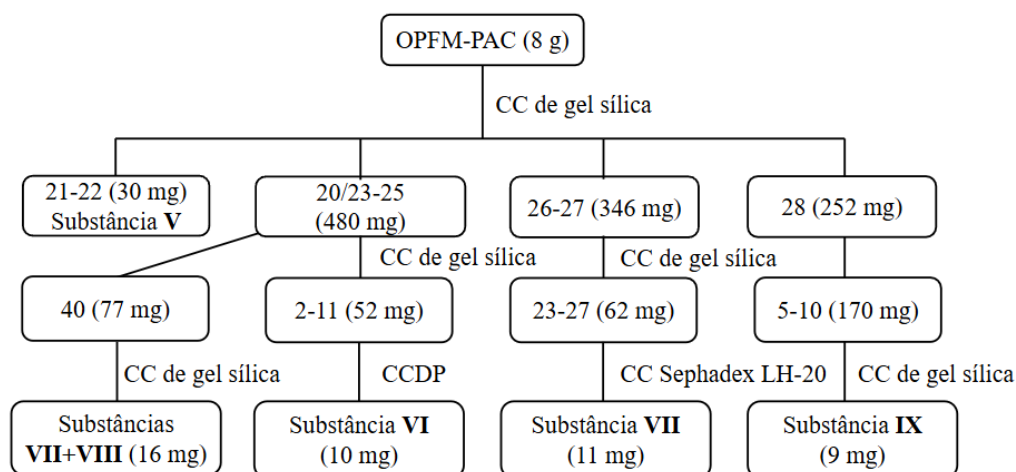 OPFM-PAC (8 g)
CC de gel sílica
21-22 (30 mg)
Substância V
20/23-25
(480 mg)
26-27 (346 mg)
28 (252 mg)
CC de gel sílica
CC de gel sílica
40 (77 mg)
2-11 (52 mg)
23-27 (62 mg)
5-10 (170 mg)
CC de gel sílica
CCDP
CC Sephadex LH-20
CC de gel sílica
Substâncias
VII+VIII (16 mg)
Substância VI
(10 mg)
Substância VII
(11 mg)
Substância IX
(9 mg)